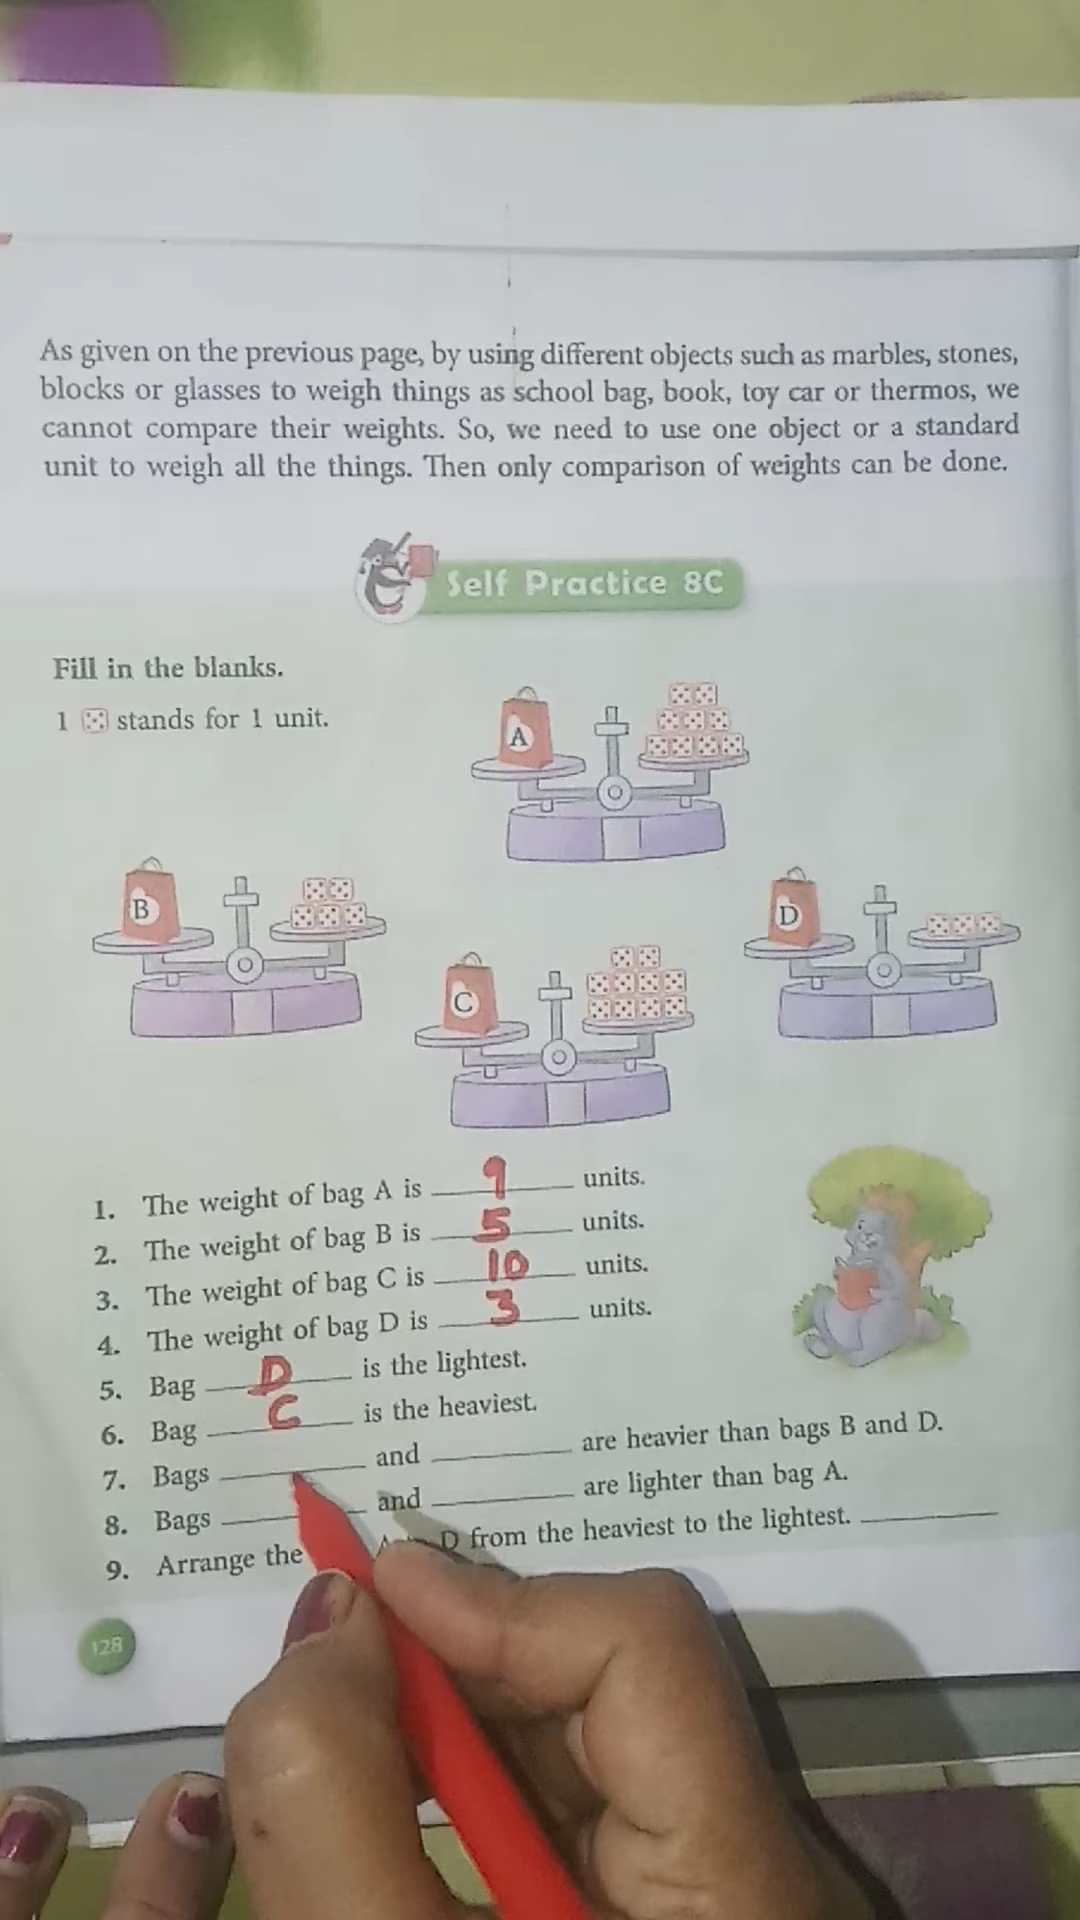 As given on the previous page, by using different objects such as marbles, stones,
blocks or glasses to weigh things as school bag, book, toy car or thermos, we
cannot compare their weights. So, we need to use one object or a standard
unit to weigh all the things. Then only comparison of weights can be done.
Self Practice 8C
Fill in the blanks.
1 stands for 1 unit.
A
B
D
C
1. The weight of bag A is 9 units.
2. The weight of bag B is 5 units.
3. The weight of bag C is 10 units.
4. The weight of bag D is 3 units.
5. Bag D is the lightest.
6. Bag C is the heaviest.
7. Bags ______ and ______ are heavier than bags B and D.
8. Bags ______ and ______ are lighter than bag A.
9. Arrange the D from the heaviest to the lightest. ______
128